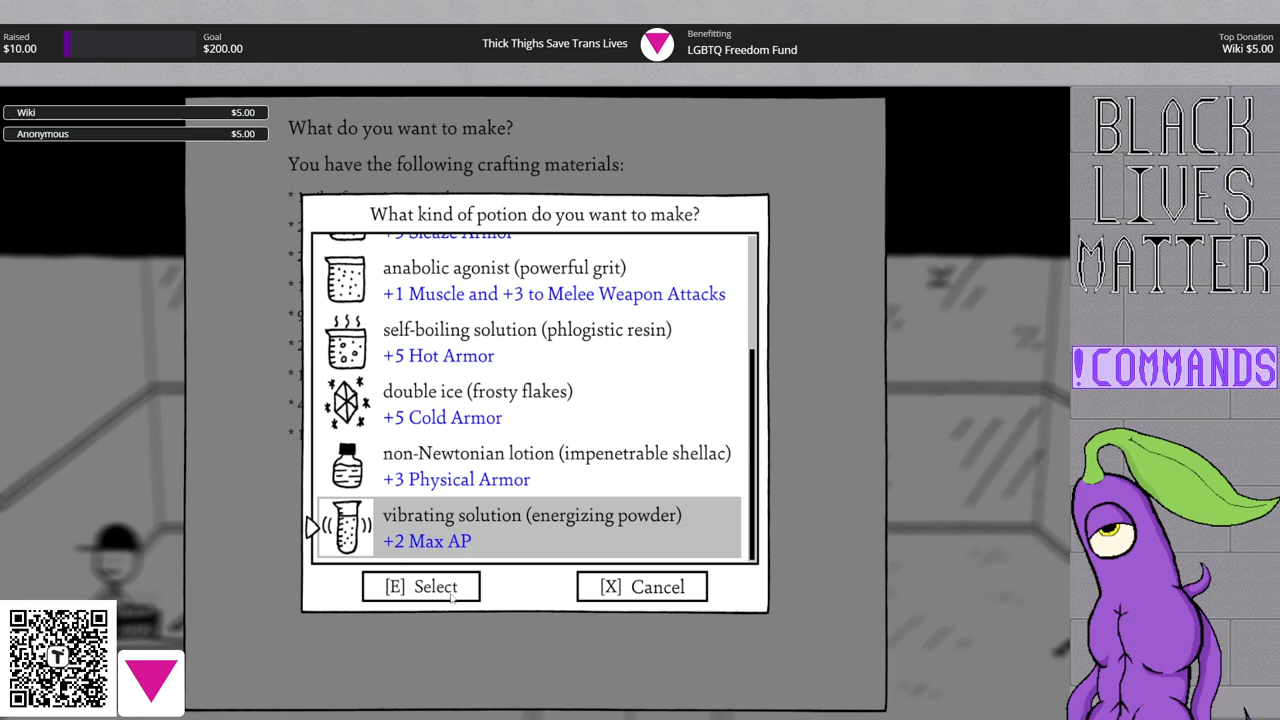 Raised
$10.00
Goal
$200.00
Thick Thighs Save Trans Lives
Benefitting
LGBTQ Freedom Fund
Top Donation
Wiki $5.00
Wiki $5.00
Anonymous $5.00
What do you want to make?
You have the following crafting materials:
What kind of potion do you want to make?
anabolic agonist (powerful grit)
+1 Muscle and +3 to Melee Weapon Attacks
self-boiling solution (phlogistic resin)
+5 Hot Armor
double ice (frosty flakes)
+5 Cold Armor
non-Newtonian lotion (impenetrable shellac)
+3 Physical Armor
vibrating solution (energizing powder)
+2 Max AP
[E] Select
[X] Cancel
BLACK
LIVES
MATTER
!COMMANDS
T